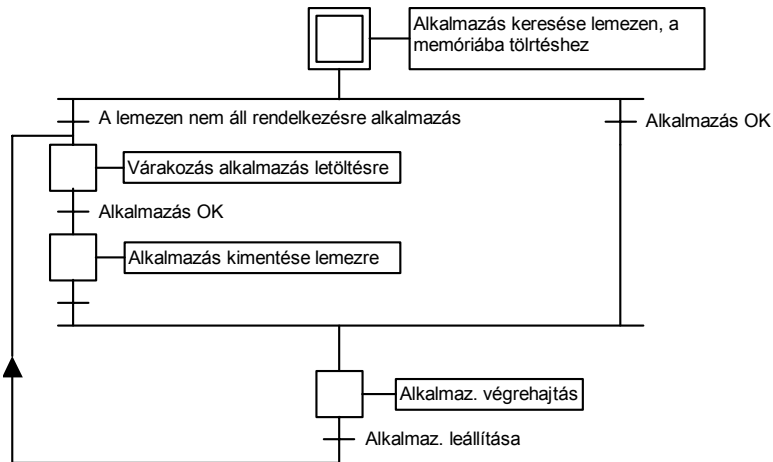 Alkalmazás keresése lemezen, a
memóriába tölrtéshez
A lemezen nem áll rendelkezésre alkalmazás
Alkalmazás OK
Várakozás alkalmazás letöltésre
Alkalmazás OK
Alkalmazás kimentése lemezre
Alkalmaz. végrehajtás
Alkalmaz. leállítása